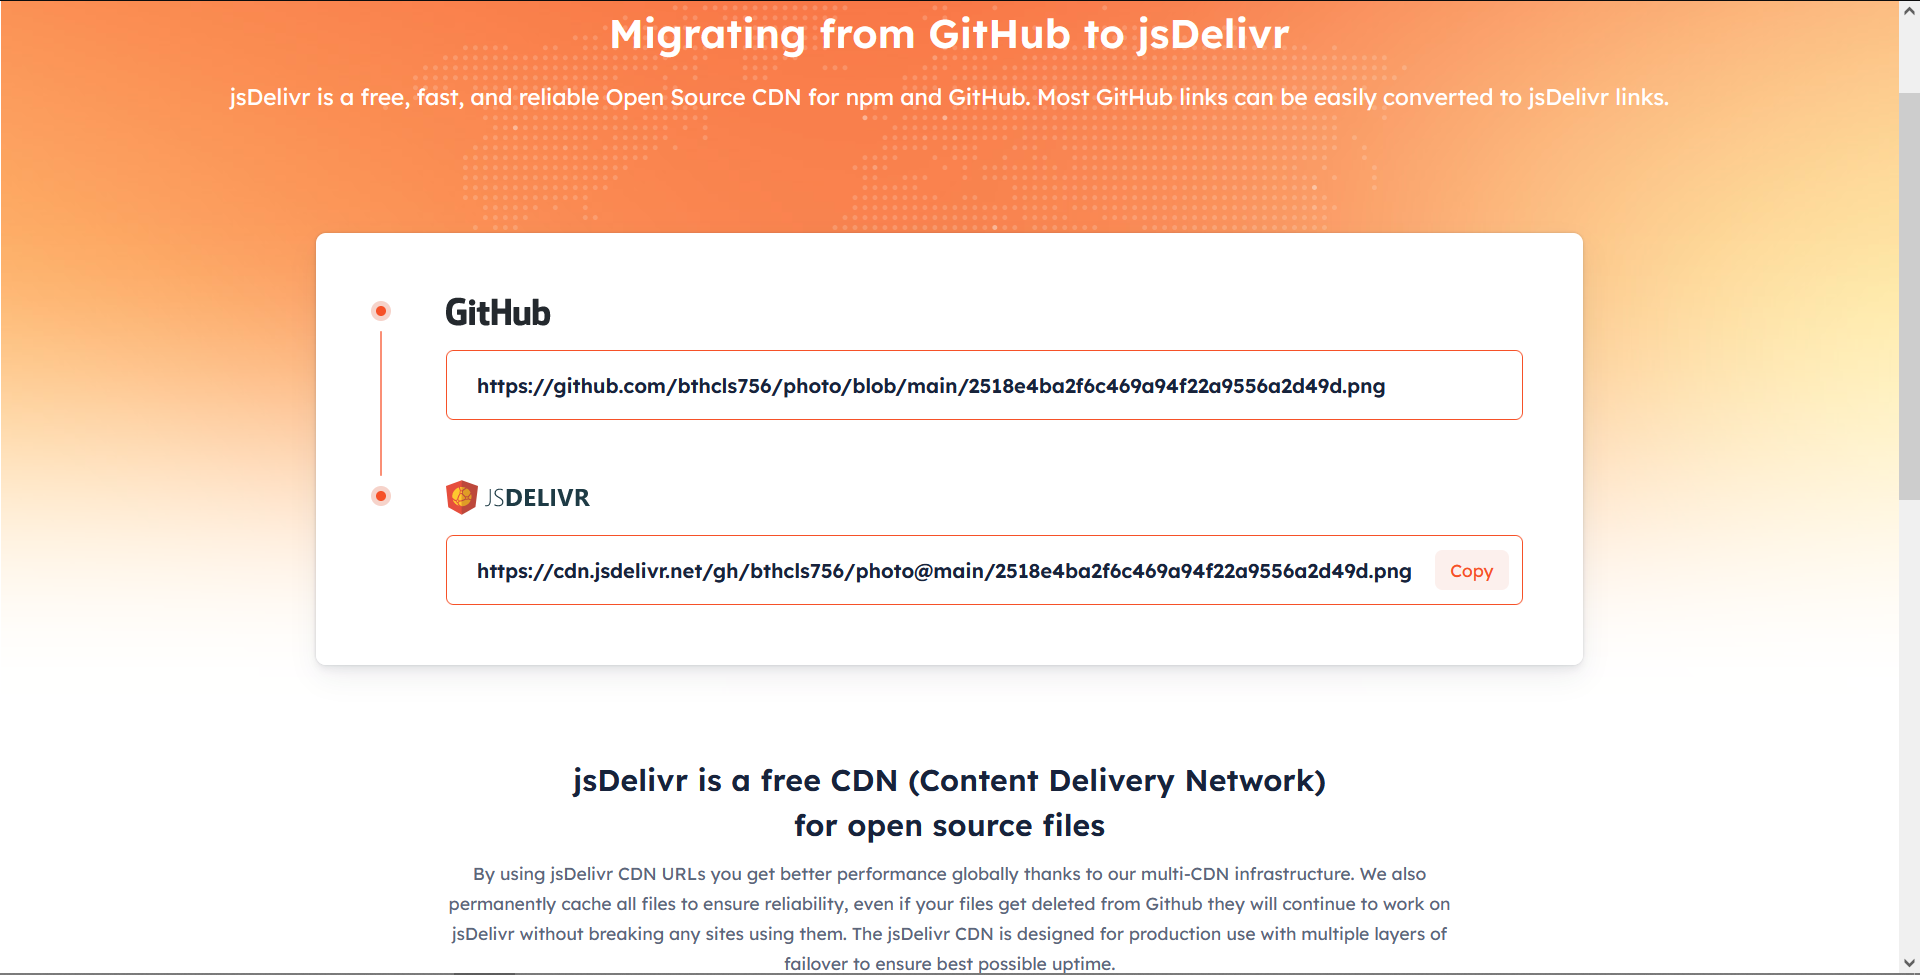 Migrating from GitHub to jsDelivr
jsDelivr is a free, fast, and reliable Open Source CDN for npm and GitHub. Most GitHub links can be easily converted to jsDelivr links.
GitHub
https://github.com/bthcls756/photo/blob/main/2518e4ba2f6c469a94f22a9556a2d49d.png
JSDELIVR
https://cdn.jsdelivr.net/gh/bthcls756/photo@main/2518e4ba2f6c469a94f22a9556a2d49d.png
Copy
jsDelivr is a free CDN (Content Delivery Network)
for open source files
By using jsDelivr CDN URLs you get better performance globally thanks to our multi-CDN infrastructure. We also
permanently cache all files to ensure reliability, even if your files get deleted from Github they will continue to work on
jsDelivr without breaking any sites using them. The jsDelivr CDN is designed for production use with multiple layers of
failover to ensure best possible uptime.